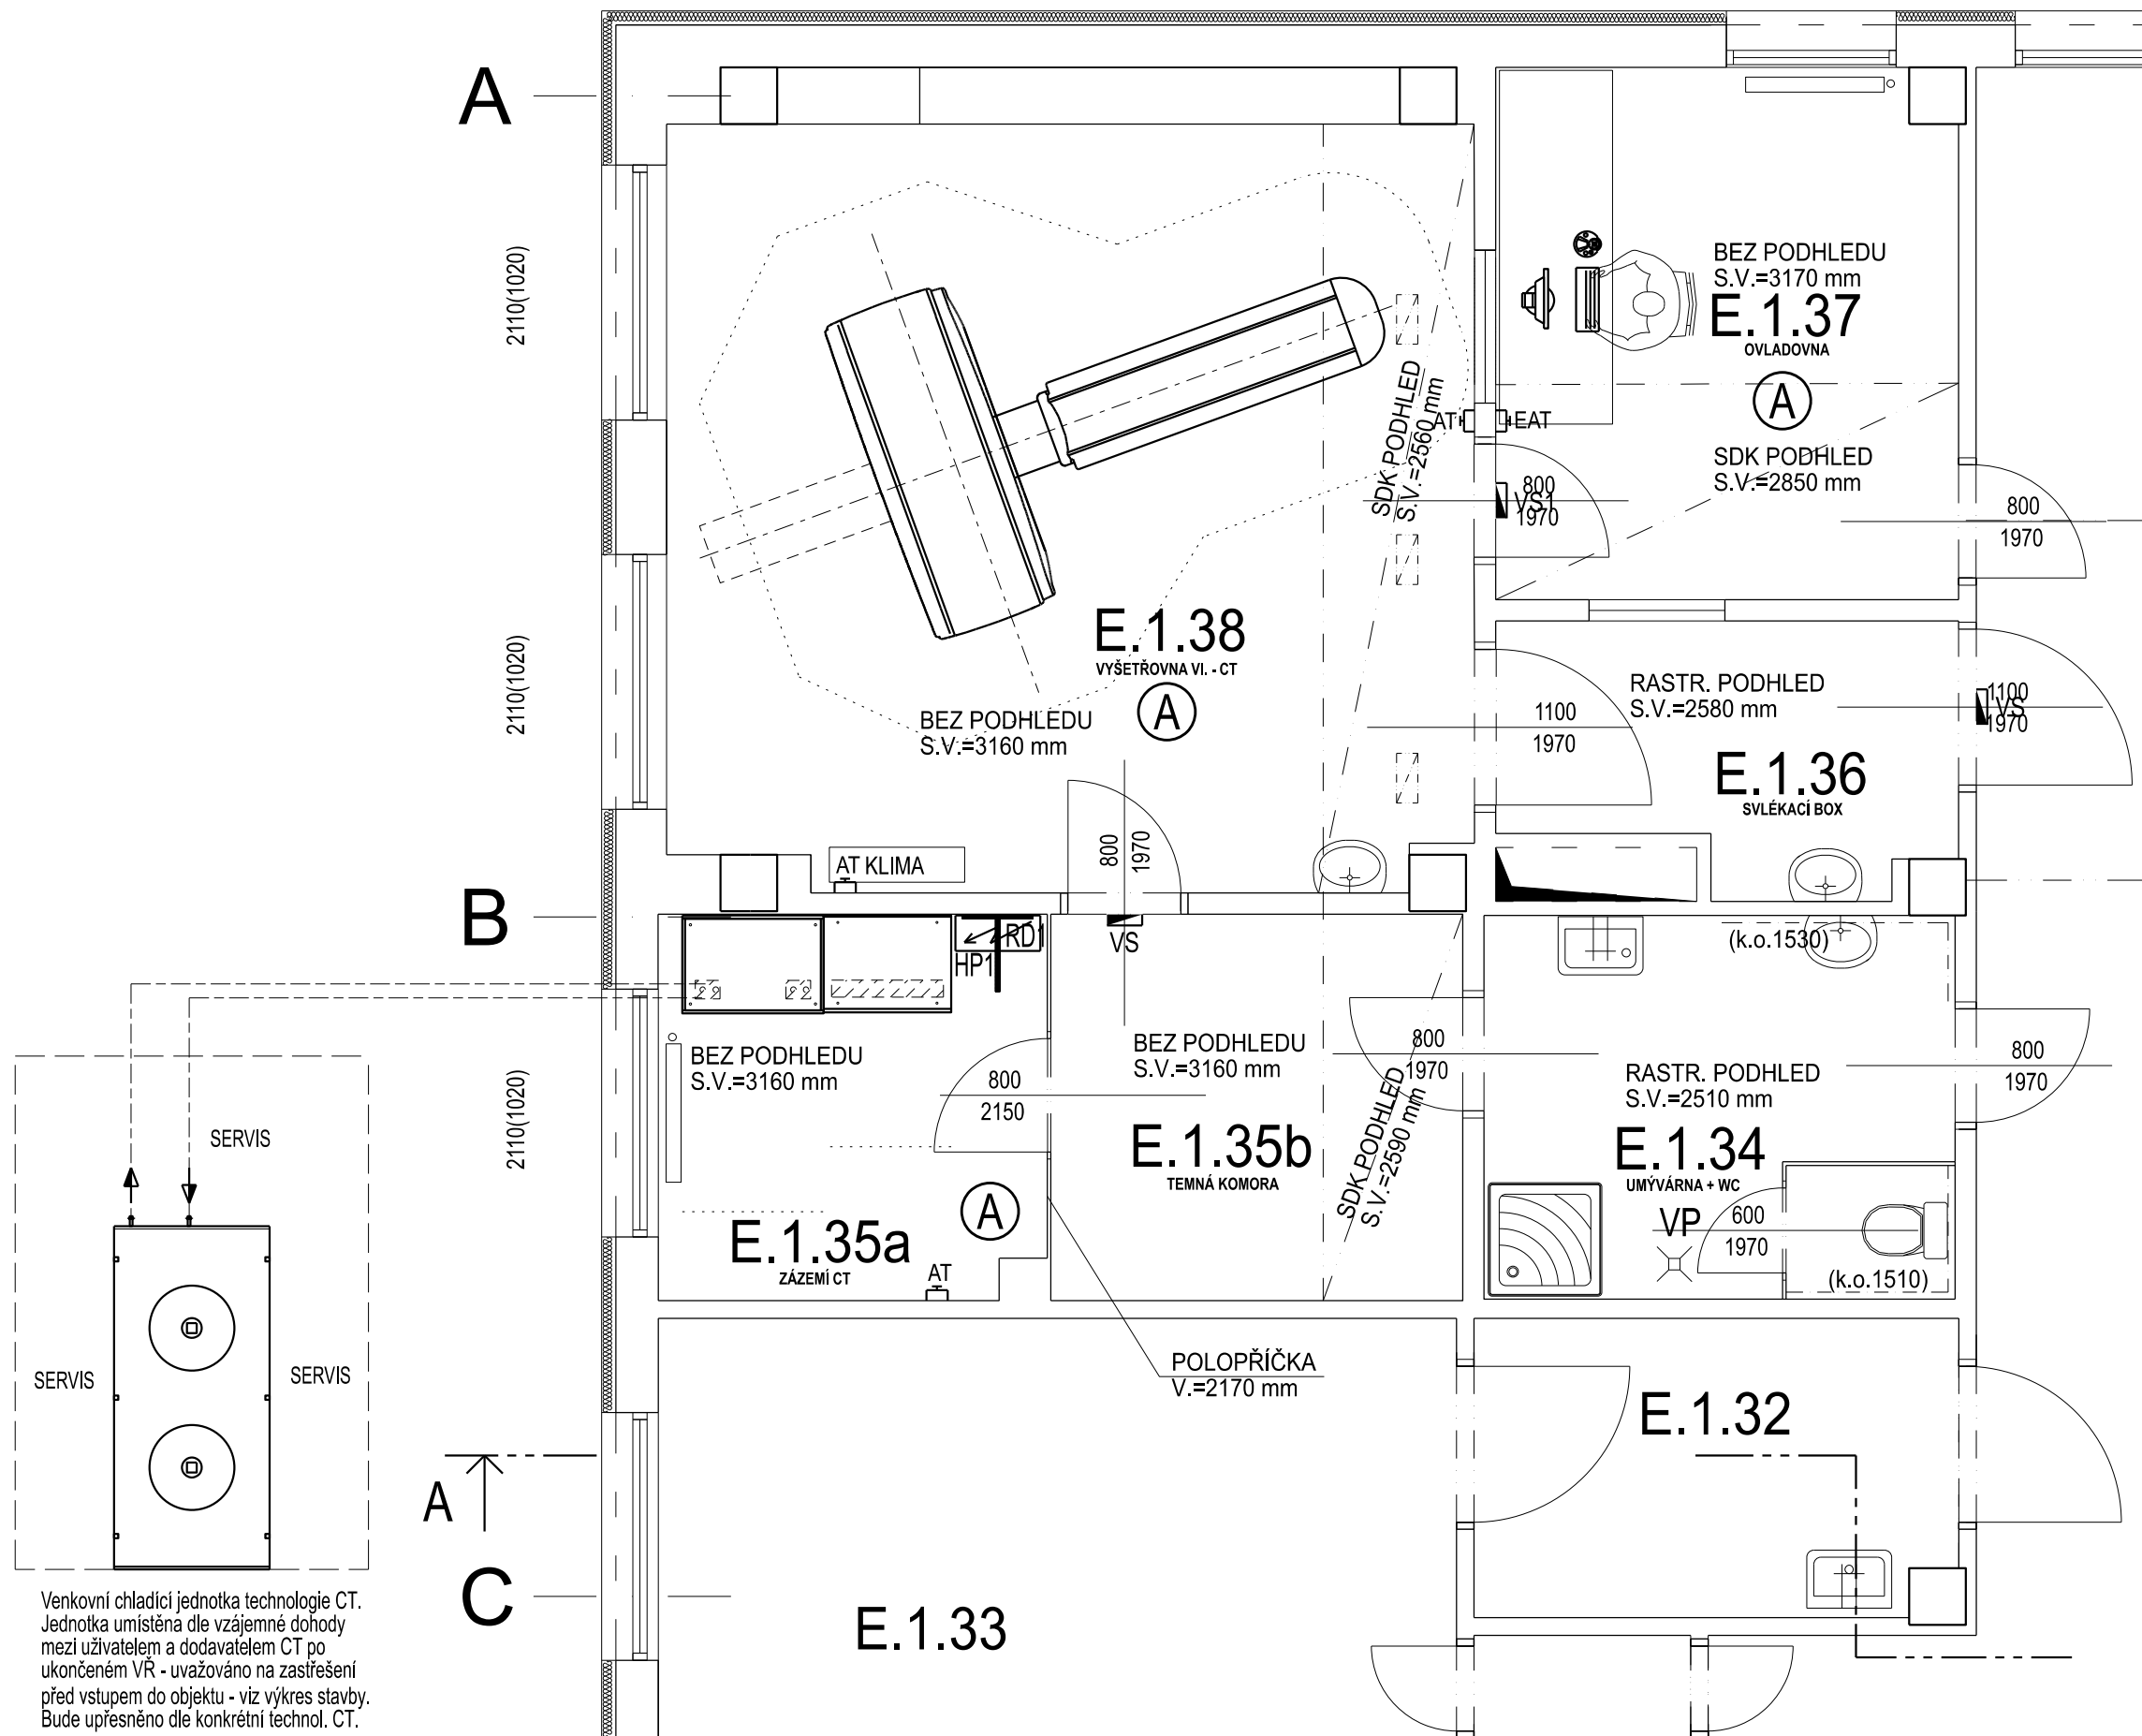 A
2110(1020)
BEZ PODHLEDU
S.V.=3170 mm
E.1.37
OVLADOVNA
A
SDK PODHLED
S.V.=2850 mm
SDK PODHLED
S.V.=2560 mm
AT
EAT
800
1970
VS1
800
1970
2110(1020)
E.1.38
VYŠETŘOVNA VI. - CT
A
BEZ PODHLEDU
S.V.=3160 mm
1100
1970
RASTR. PODHLED
S.V.=2580 mm
E.1.36
SVLÉKACÍ BOX
1100
1970
VS
800
1970
AT KLIMA
B
RD1
HP1
VS
(k.o.1530)
BEZ PODHLEDU
S.V.=3160 mm
800
2150
BEZ PODHLEDU
S.V.=3160 mm
800
1970
SDK PODHLED
S.V.=2590 mm
RASTR. PODHLED
S.V.=2510 mm
800
1970
2110(1020)
E.1.35b
TEMNÁ KOMORA
E.1.34
UMÝVÁRNA + WC
VP
600
1970
(k.o.1510)
E.1.35a
ZÁZEMÍ CT
A
AT
SERVIS
SERVIS
SERVIS
POLOPŘÍČKA
V.=2170 mm
E.1.32
A
C
E.1.33
Venkovní chladící jednotka technologie CT.
Jednotka umístěna dle vzájemné dohody
mezi uživatelem a dodavatelem CT po
ukončeném VŘ - uvažováno na zastřešení
před vstupem do objektu - viz výkres stavby.
Bude upřesněno dle konkrétní technol. CT.